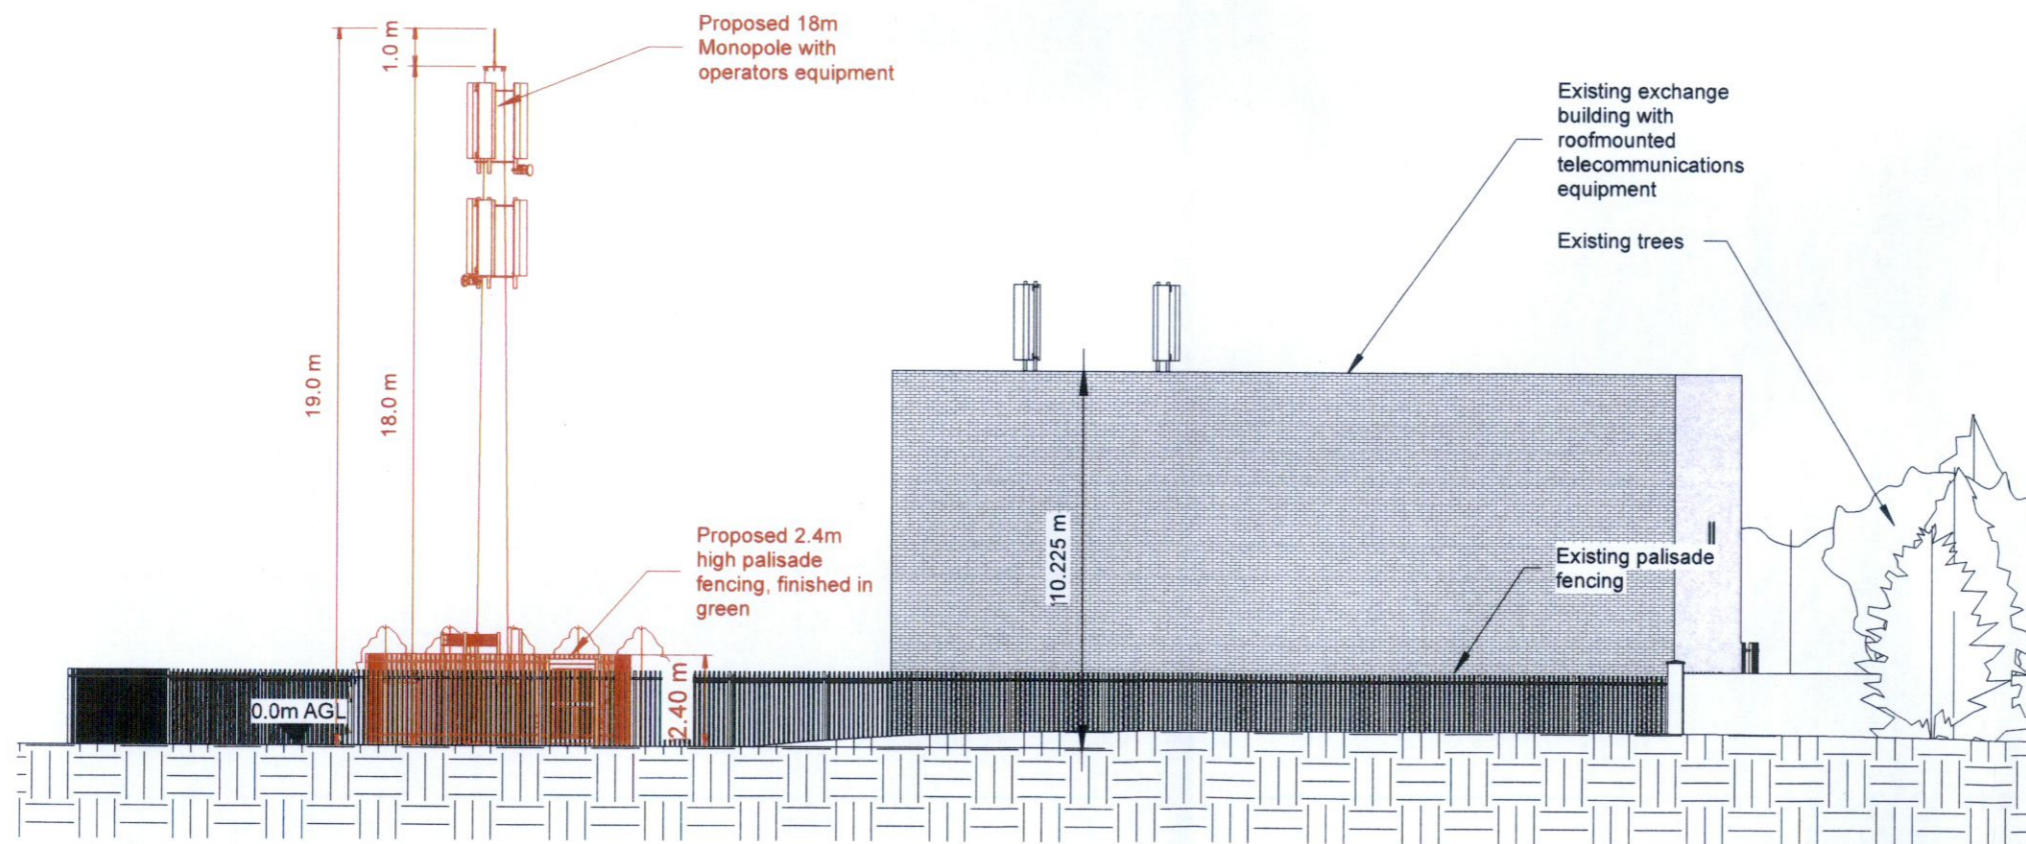 1.0 m
Proposed 18m
Monopole with
operators equipment
Existing exchange
building with
roofmounted
telecommunications
equipment
Existing trees
19.0 m
18.0 m
Proposed 2.4m
high palisade
fencing, finished in
green
10.225 m
Existing palisade
fencing
0.0m AGL
2.40 m